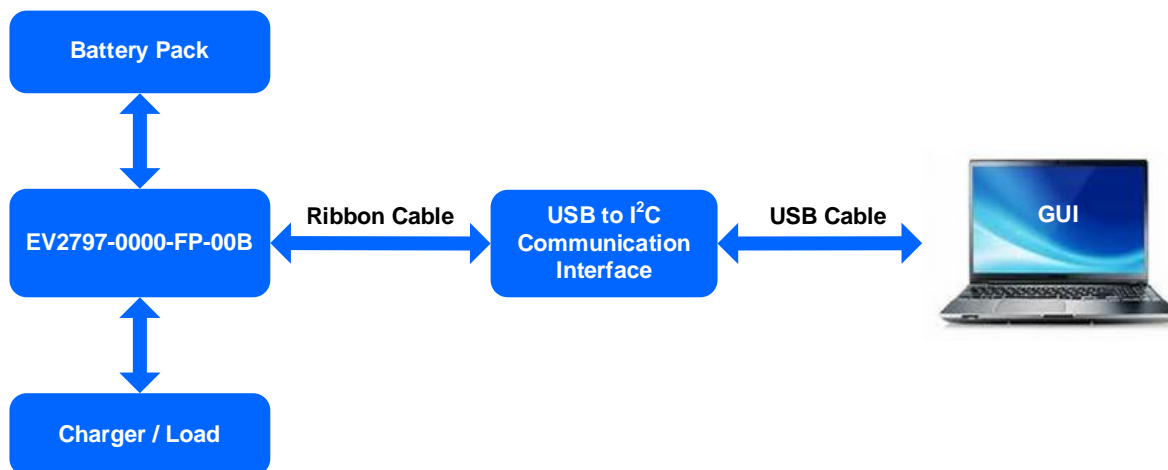 Battery Pack
EV2797-0000-FP-00B
Ribbon Cable
USB to I²C
Communication
Interface
USB Cable
GUI
Charger / Load